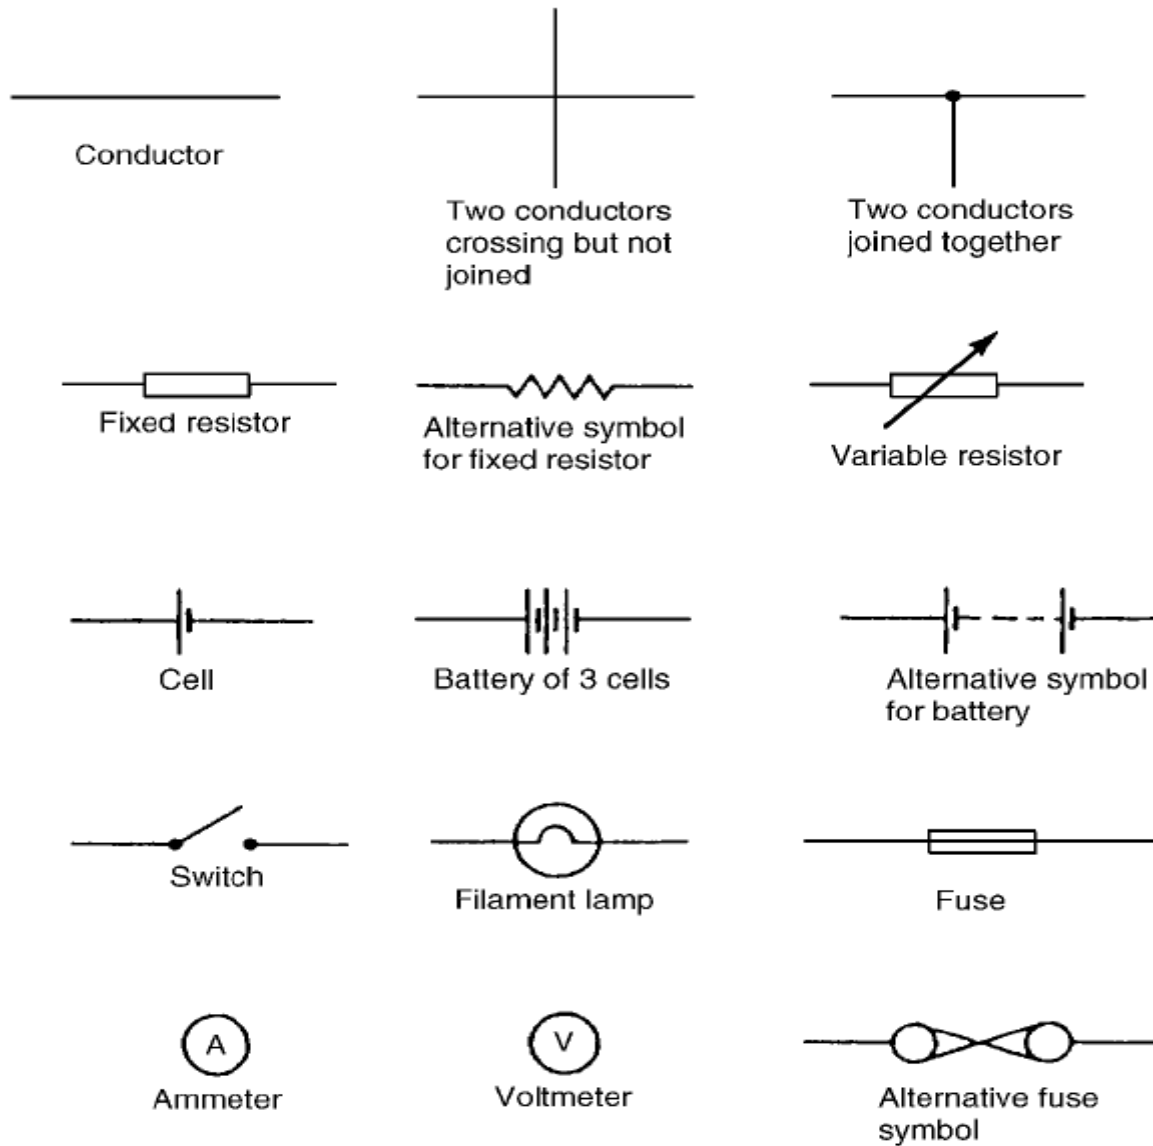 Conductor
Two conductors
crossing but not
joined
Two conductors
joined together
Fixed resistor
Alternative symbol
for fixed resistor
Variable resistor
Cell
Battery of 3 cells
Alternative symbol
for battery
Switch
Filament lamp
Fuse
A
Ammeter
V
Voltmeter
Alternative fuse
symbol